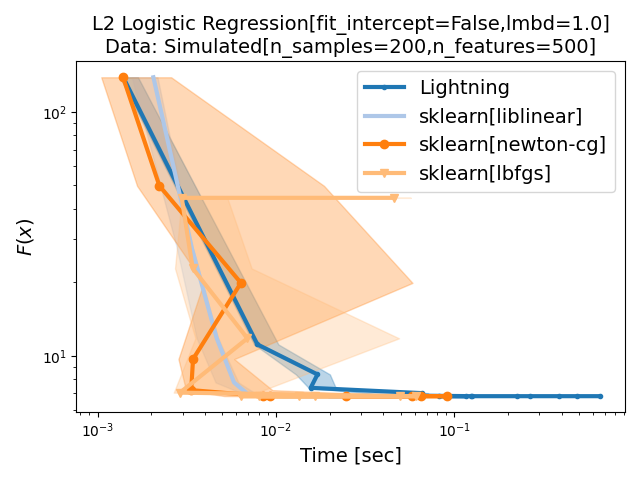 L2 Logistic Regression[fit_intercept=False,lmbd=1.0]
Data: Simulated[n_samples=200,n_features=500]
Lightning
sklearn[liblinear]
sklearn[newton-cg]
sklearn[lbfgs]
F(x)
10²
10¹
10⁻³
10⁻²
10⁻¹
Time [sec]